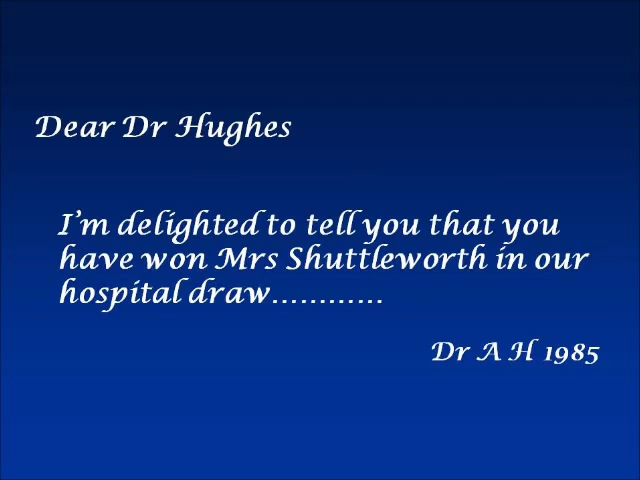 Dear Dr Hughes
I'm delighted to tell you that you
have won Mrs Shuttleworth in our
hospital draw............
Dr A H 1985